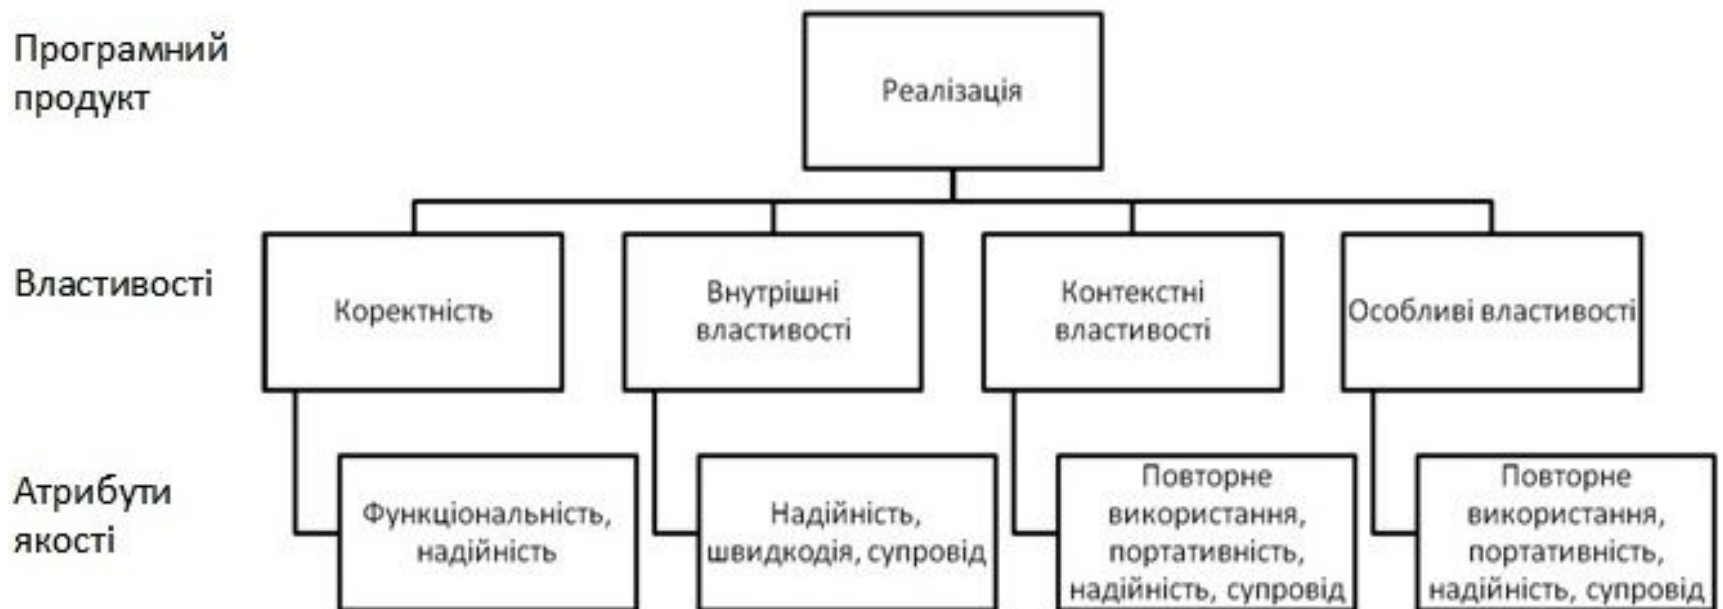 Програмний
продукт
Реалізація
Властивості
Коректність
Внутрішні
властивості
Контекстні
властивості
Особливі властивості
Атрибути
якості
Функціональність,
надійність
Надійність,
швидкодія, супровід
Повторне
використання,
портативність,
надійність, супровід
Повторне
використання,
портативність,
надійність, супровід